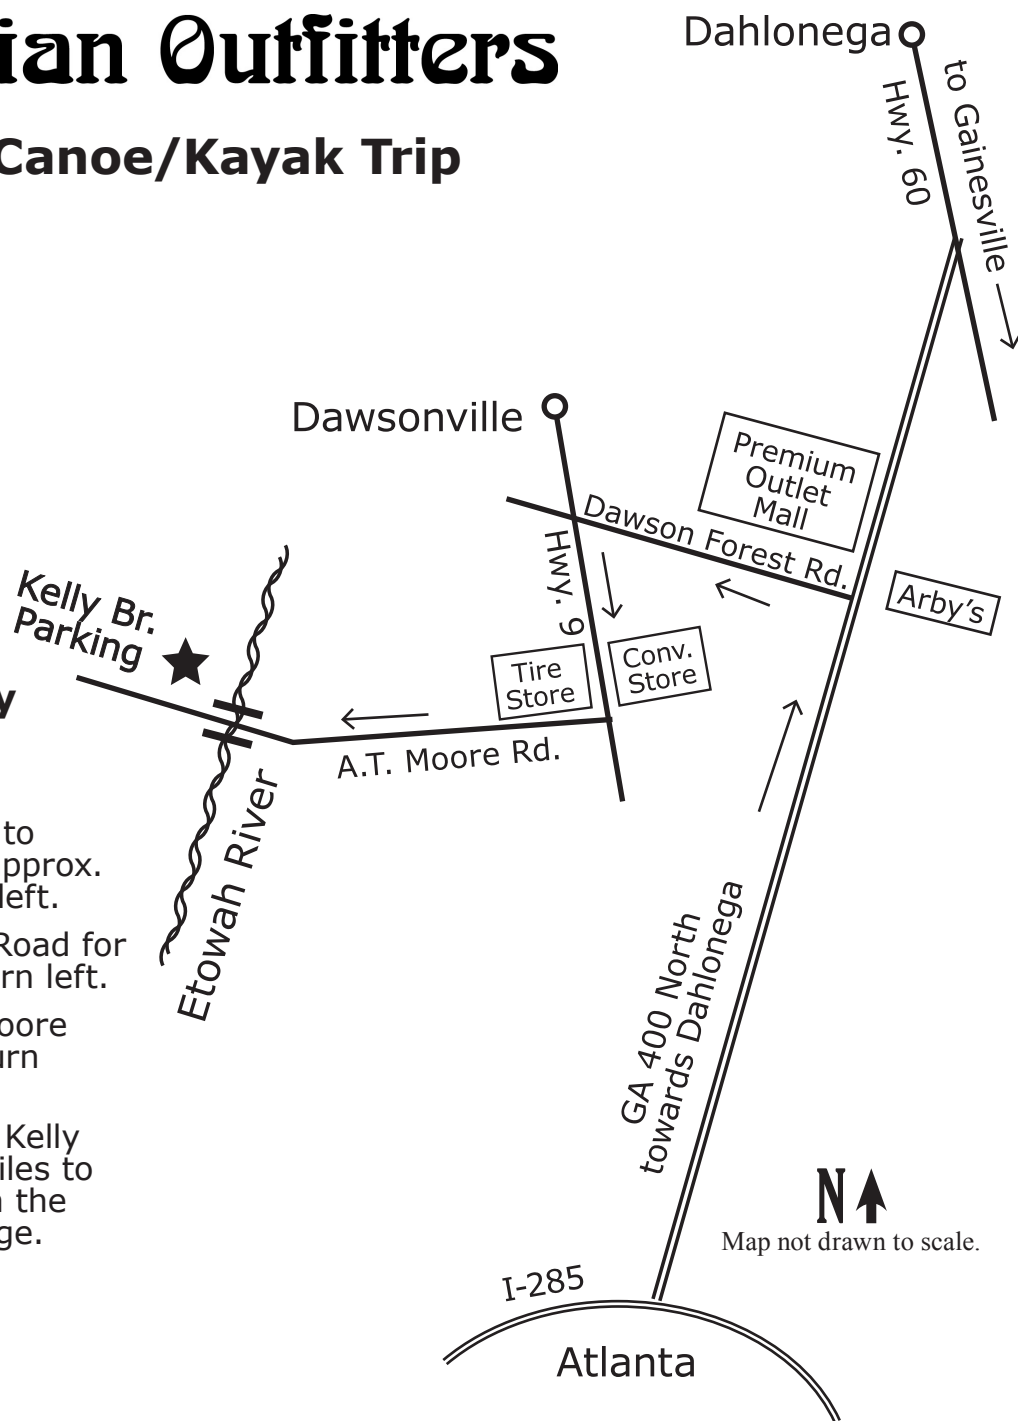 ian Outfitters
Canoe/Kayak Trip
Dahlonega
Hwy. 60
to Gainesville
Dawsonville
Premium
Outlet
Mall
Dawson Forest Rd.
Arby's
Hwy. 9
Kelly Br.
Parking
Tire
Store
Conv.
Store
A.T. Moore Rd.
Etowah River
y
to
pprox.
left.
Road for
rn left.
oore
urn
Kelly
iles to
n the
ge.
GA 400 North
towards Dahlonega
N
Map not drawn to scale.
I-285
Atlanta